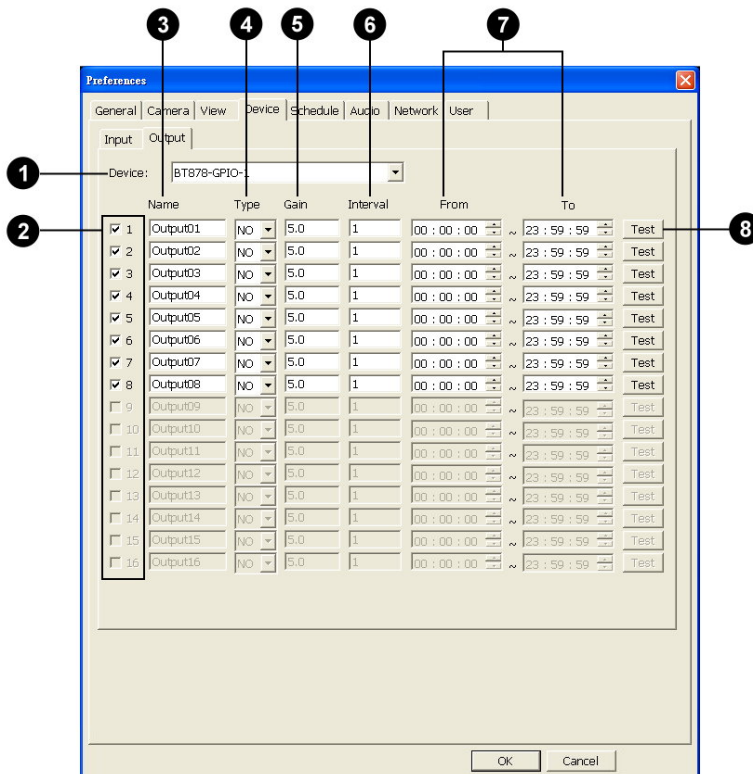 3 4 5 6 7
Preferences
General Camera View Device Schedule Audio Network User
Input Output
1 Device: BT878-GPIO-1
Name Type Gain Interval From To
2 1 Output01 NO 5.0 1 00 : 00 : 00 ~ 23 : 59 : 59 Test 8
2 Output02 NO 5.0 1 00 : 00 : 00 ~ 23 : 59 : 59 Test
3 Output03 NO 5.0 1 00 : 00 : 00 ~ 23 : 59 : 59 Test
4 Output04 NO 5.0 1 00 : 00 : 00 ~ 23 : 59 : 59 Test
5 Output05 NO 5.0 1 00 : 00 : 00 ~ 23 : 59 : 59 Test
6 Output06 NO 5.0 1 00 : 00 : 00 ~ 23 : 59 : 59 Test
7 Output07 NO 5.0 1 00 : 00 : 00 ~ 23 : 59 : 59 Test
8 Output08 NO 5.0 1 00 : 00 : 00 ~ 23 : 59 : 59 Test
9 Output09 NO 5.0 1 00 : 00 : 00 ~ 23 : 59 : 59 Test
10 Output10 NO 5.0 1 00 : 00 : 00 ~ 23 : 59 : 59 Test
11 Output11 NO 5.0 1 00 : 00 : 00 ~ 23 : 59 : 59 Test
12 Output12 NO 5.0 1 00 : 00 : 00 ~ 23 : 59 : 59 Test
13 Output13 NO 5.0 1 00 : 00 : 00 ~ 23 : 59 : 59 Test
14 Output14 NO 5.0 1 00 : 00 : 00 ~ 23 : 59 : 59 Test
15 Output15 NO 5.0 1 00 : 00 : 00 ~ 23 : 59 : 59 Test
16 Output16 NO 5.0 1 00 : 00 : 00 ~ 23 : 59 : 59 Test
OK Cancel